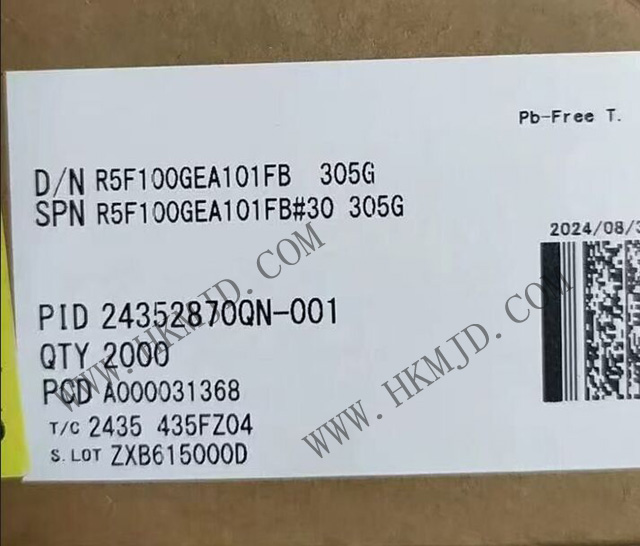 Pb-Free T.
D/N R5F100GEA101FB 305G
SPN R5F100GEA101FB#30 305G
2024/08/3
PID 24352870QN-001
QTY 2000
PCD A000031368
T/C 2435 435FZ04
S. LOT ZXB615000D
WWW.HKMJD.COM
WWW.HKMJD.COM